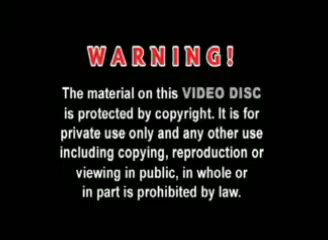 WARNING!
The material on this VIDEO DISC
is protected by copyright. It is for
private use only and any other use
including copying, reproduction or
viewing in public, in whole or
in part is prohibited by law.